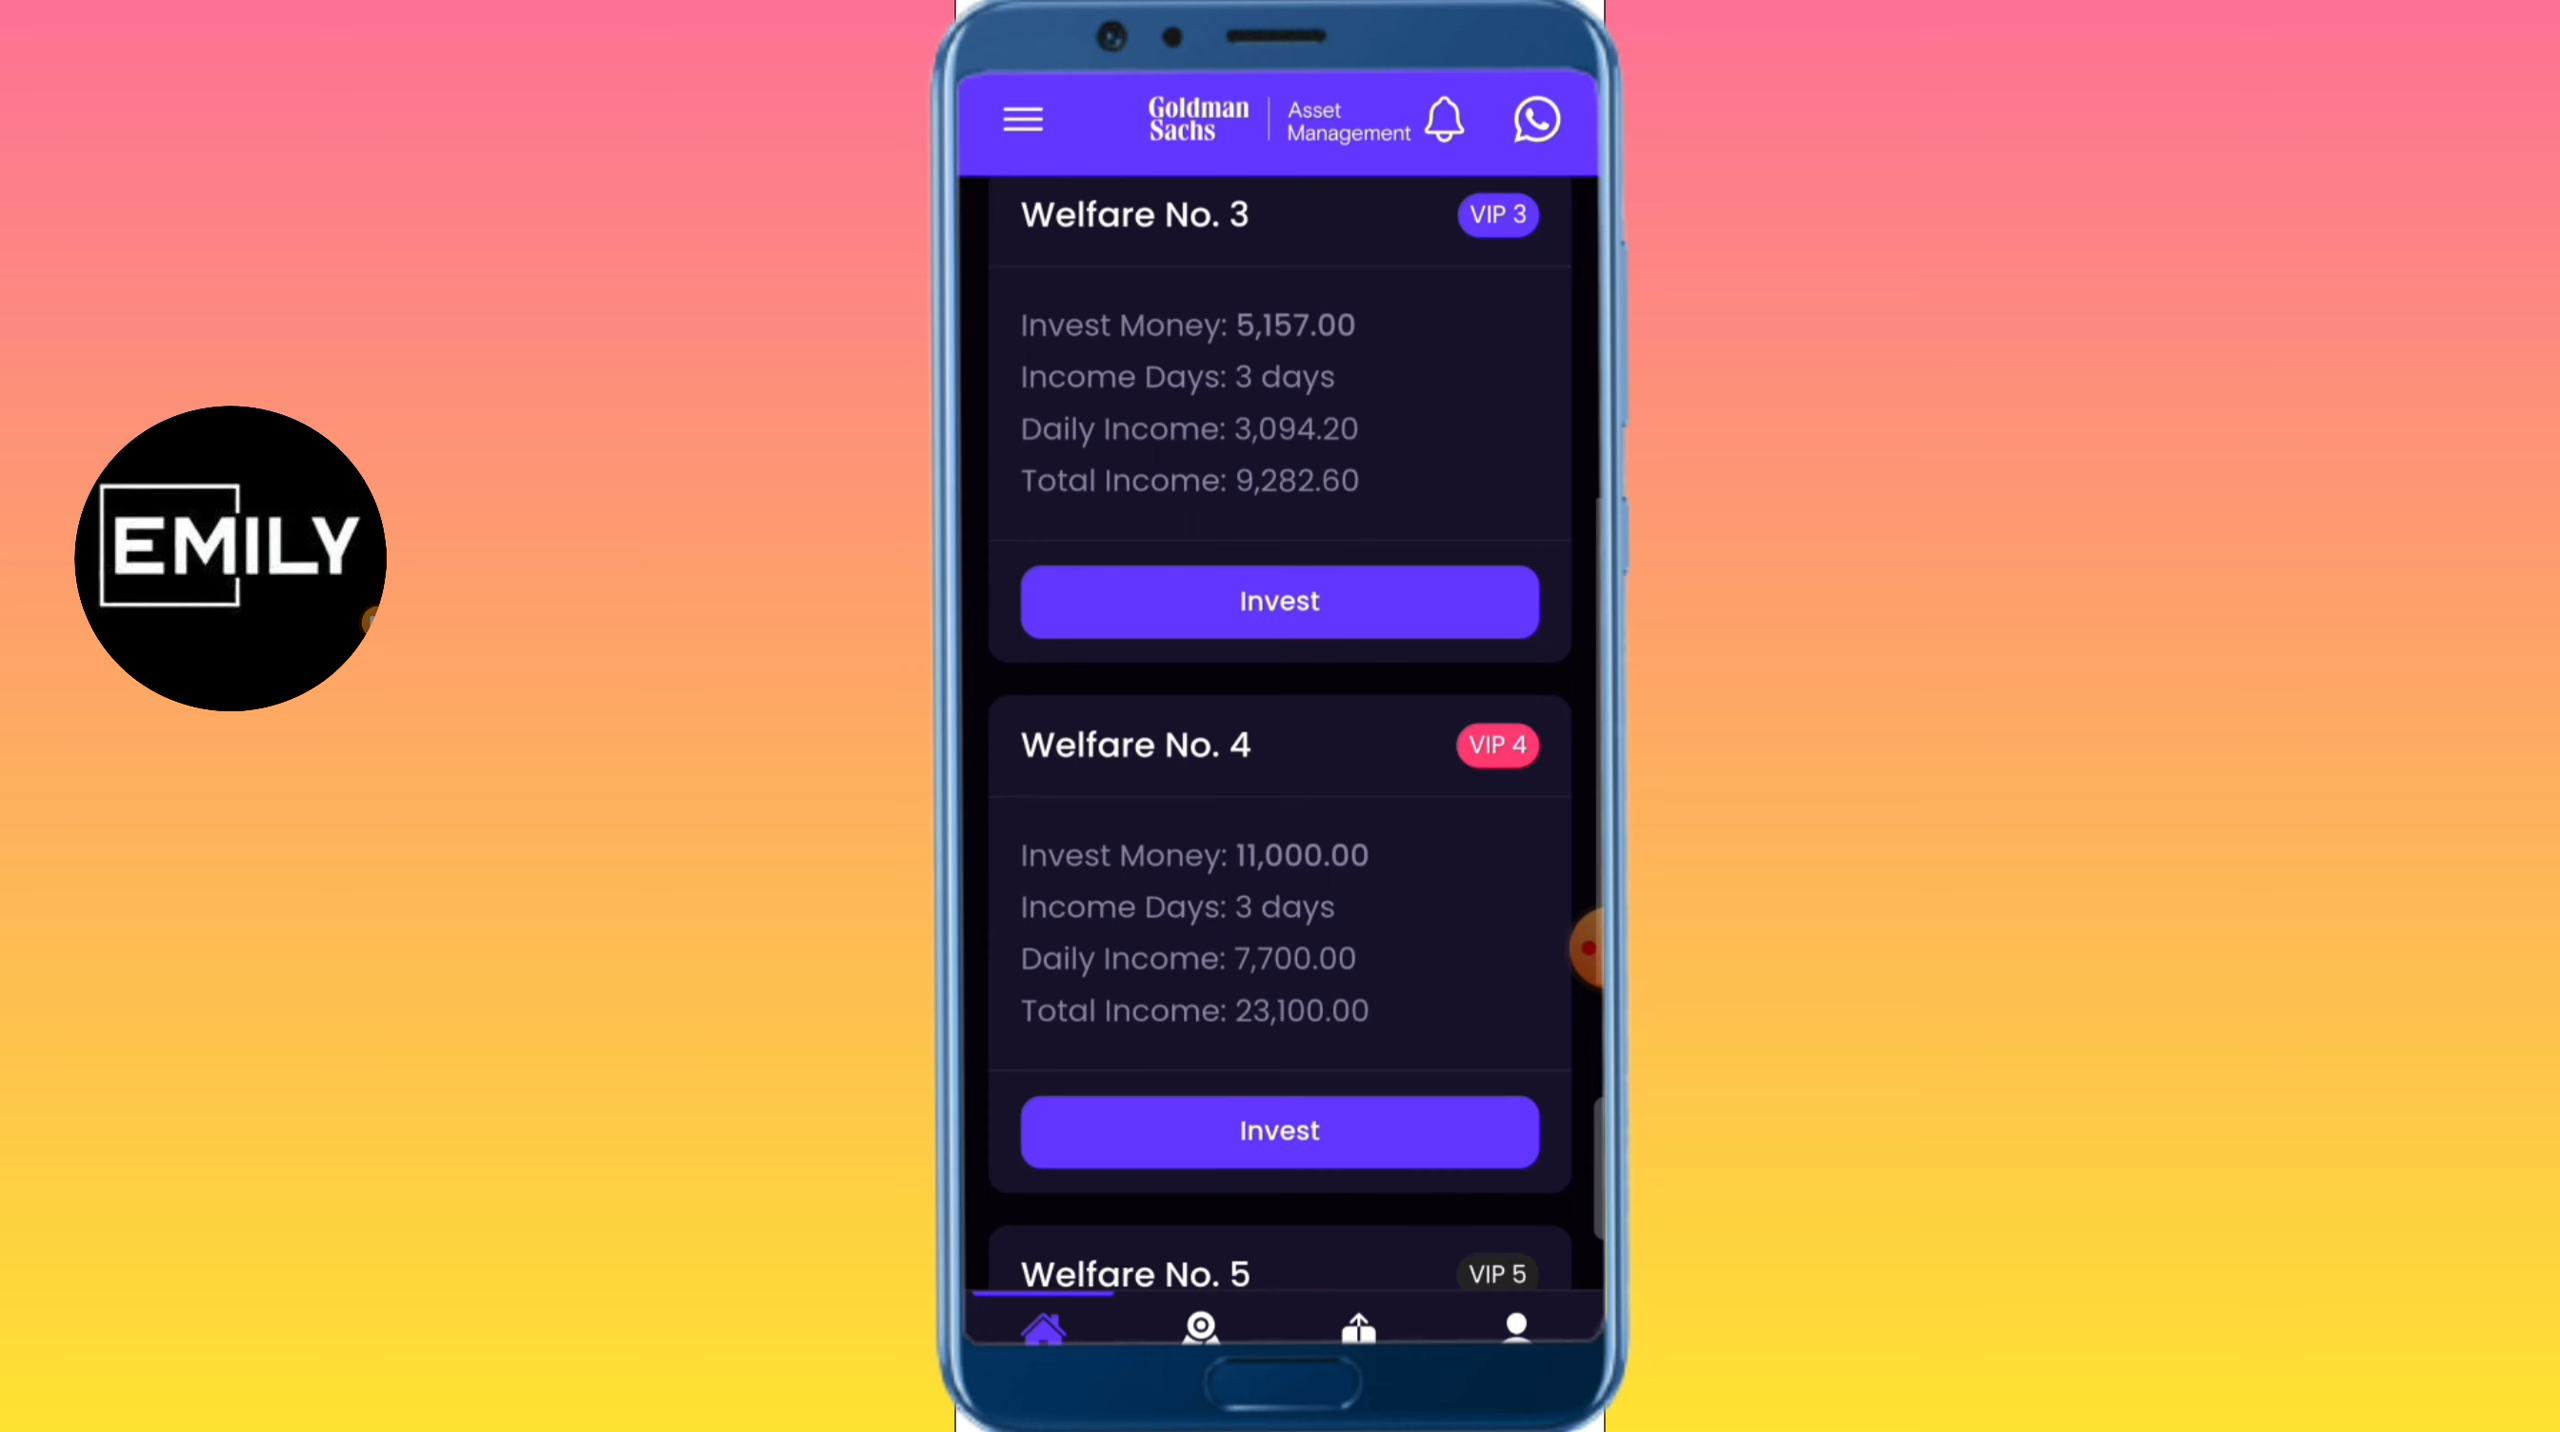 EMILY
Goldman
Sachs
Asset
Management
Welfare No. 3
VIP 3
Invest Money: 5,157.00
Income Days: 3 days
Daily Income: 3,094.20
Total Income: 9,282.60
Invest
Welfare No. 4
VIP 4
Invest Money: 11,000.00
Income Days: 3 days
Daily Income: 7,700.00
Total Income: 23,100.00
Invest
Welfare No. 5
VIP 5